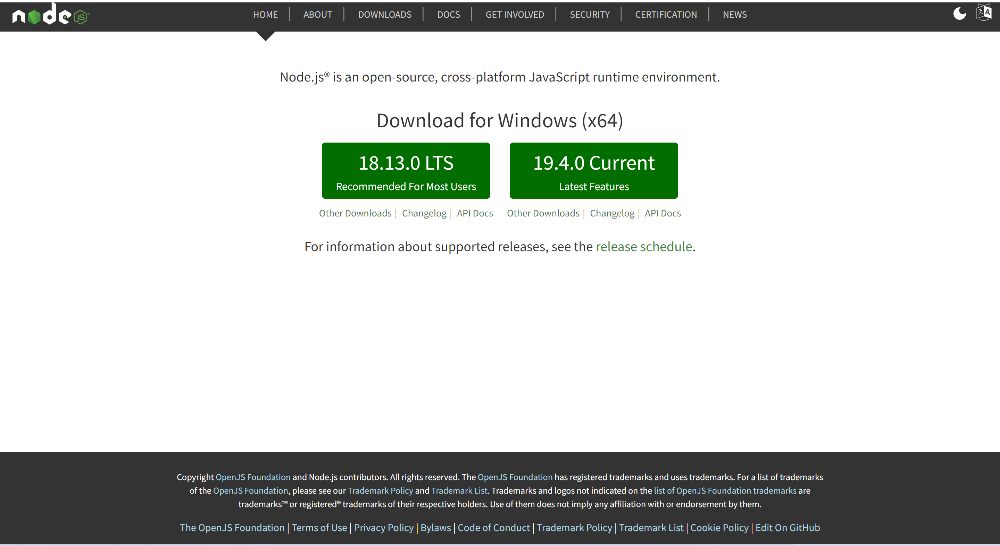 node JS®
HOME | ABOUT | DOWNLOADS | DOCS | GET INVOLVED | SECURITY | CERTIFICATION | NEWS
Node.js® is an open-source, cross-platform JavaScript runtime environment.
Download for Windows (x64)
18.13.0 LTS
Recommended For Most Users
19.4.0 Current
Latest Features
Other Downloads | Changelog | API Docs
Other Downloads | Changelog | API Docs
For information about supported releases, see the release schedule.
Copyright OpenJS Foundation and Node.js contributors. All rights reserved. The OpenJS Foundation has registered trademarks and uses trademarks. For a list of trademarks
of the OpenJS Foundation, please see our Trademark Policy and Trademark List. Trademarks and logos not indicated on the list of OpenJS Foundation trademarks are
trademarks™ or registered® trademarks of their respective holders. Use of them does not imply any affiliation with or endorsement by them.
The OpenJS Foundation | Terms of Use | Privacy Policy | Bylaws | Code of Conduct | Trademark Policy | Trademark List | Cookie Policy | Edit On GitHub